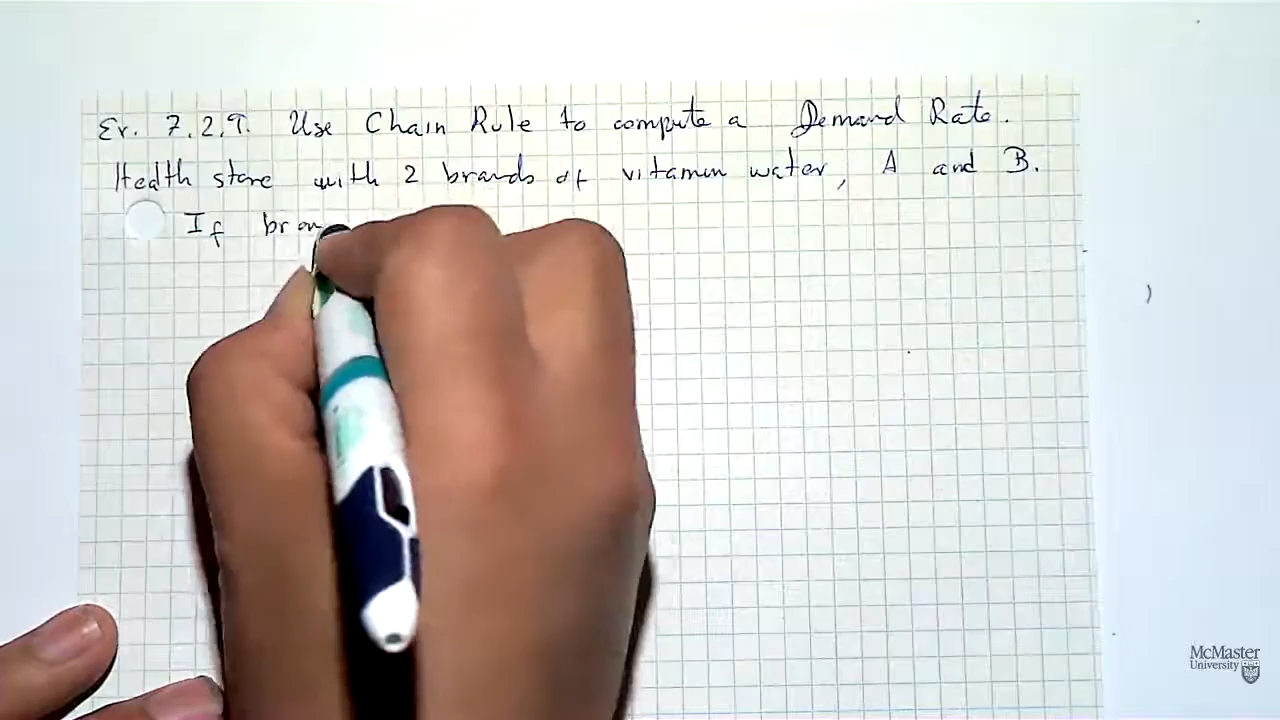 Ex. 7.2.9. Use Chain Rule to compute a Demand Rate.
Health store with 2 brands of vitamin water, A and B.
If bran
McMaster
University